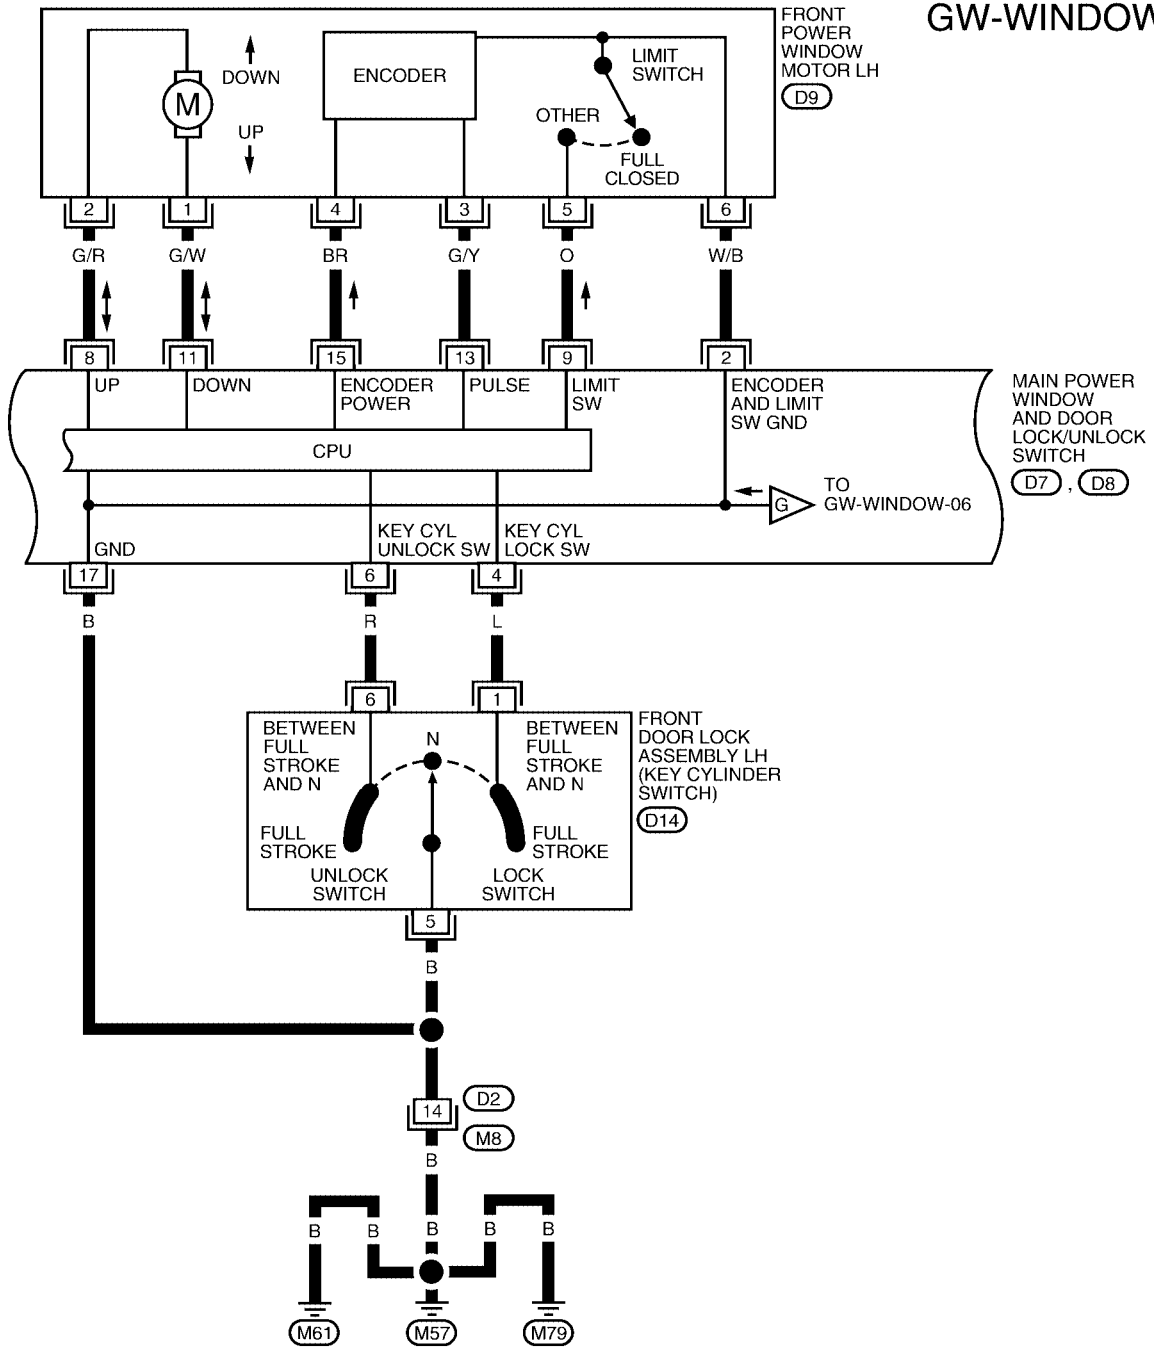 GW-WINDOW
FRONT
POWER
WINDOW
MOTOR LH
D9
DOWN
M
UP
ENCODER
LIMIT
SWITCH
OTHER
FULL
CLOSED
2 1 4 3 5 6
G/R G/W BR G/Y O W/B
8 11 15 13 9 2
UP
DOWN
ENCODER
POWER
PULSE
LIMIT
SW
ENCODER
AND LIMIT
SW GND
MAIN POWER
WINDOW
AND DOOR
LOCK/UNLOCK
SWITCH
D7 , D8
CPU
G
TO
GW-WINDOW-06
GND
KEY CYL
UNLOCK SW
KEY CYL
LOCK SW
17 6 4
B R L
6 1
BETWEEN
FULL
STROKE
AND N
N
BETWEEN
FULL
STROKE
AND N
FULL
STROKE
FULL
STROKE
UNLOCK
SWITCH
LOCK
SWITCH
FRONT
DOOR LOCK
ASSEMBLY LH
(KEY CYLINDER
SWITCH)
D14
5
B
14
D2
M8
B
B B B B B
M61 M57 M79